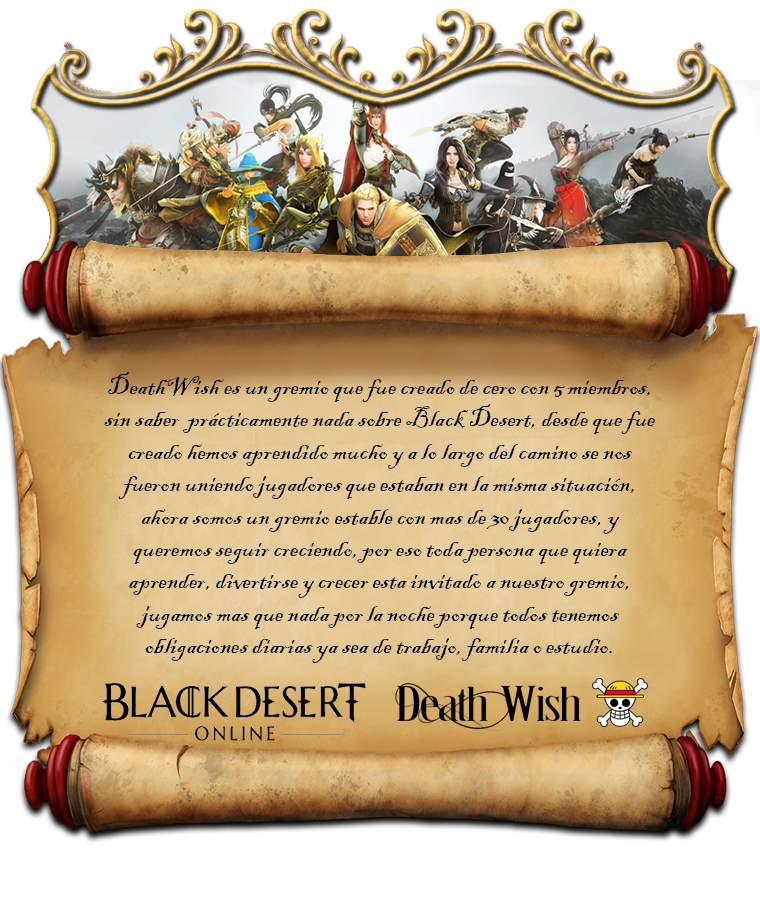 DeathWish es un gremio que fue creado de cero con 5 miembros,
sin saber prácticamente nada sobre Black Desert, desde que fue
creado hemos aprendido mucho y a lo largo del camino se nos
fueron uniendo jugadores que estaban en la misma situación,
ahora somos un gremio estable con mas de 30 jugadores, y
queremos seguir creciendo, por eso toda persona que quiera
aprender, divertirse y crecer esta invitado a nuestro gremio,
jugamos mas que nada por la noche porque todos tenemos
obligaciones diarias ya sea de trabajo, familia o estudio.
BLACK DESERT
ONLINE
Death Wish